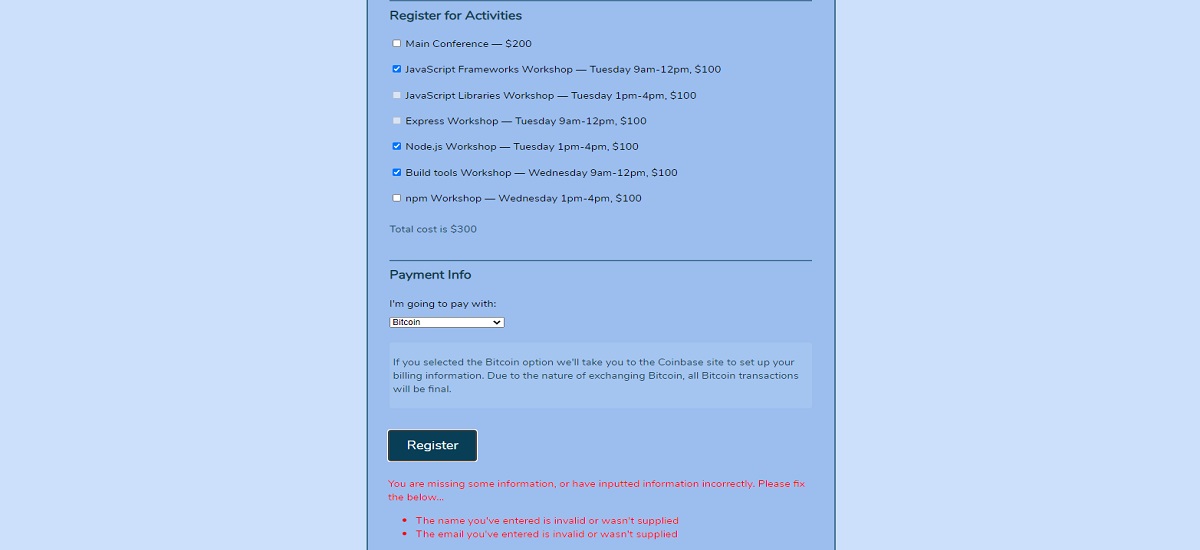 Register for Activities
Main Conference — $200
JavaScript Frameworks Workshop — Tuesday 9am-12pm, $100
JavaScript Libraries Workshop — Tuesday 1pm-4pm, $100
Express Workshop — Tuesday 9am-12pm, $100
Node.js Workshop — Tuesday 1pm-4pm, $100
Build tools Workshop — Wednesday 9am-12pm, $100
npm Workshop — Wednesday 1pm-4pm, $100
Total cost is $300
Payment Info
I'm going to pay with:
Bitcoin
If you selected the Bitcoin option we'll take you to the Coinbase site to set up your
billing information. Due to the nature of exchanging Bitcoin, all Bitcoin transactions
will be final.
Register
You are missing some information, or have inputted information incorrectly. Please fix
the below...
• The name you've entered is invalid or wasn't supplied
• The email you've entered is invalid or wasn't supplied